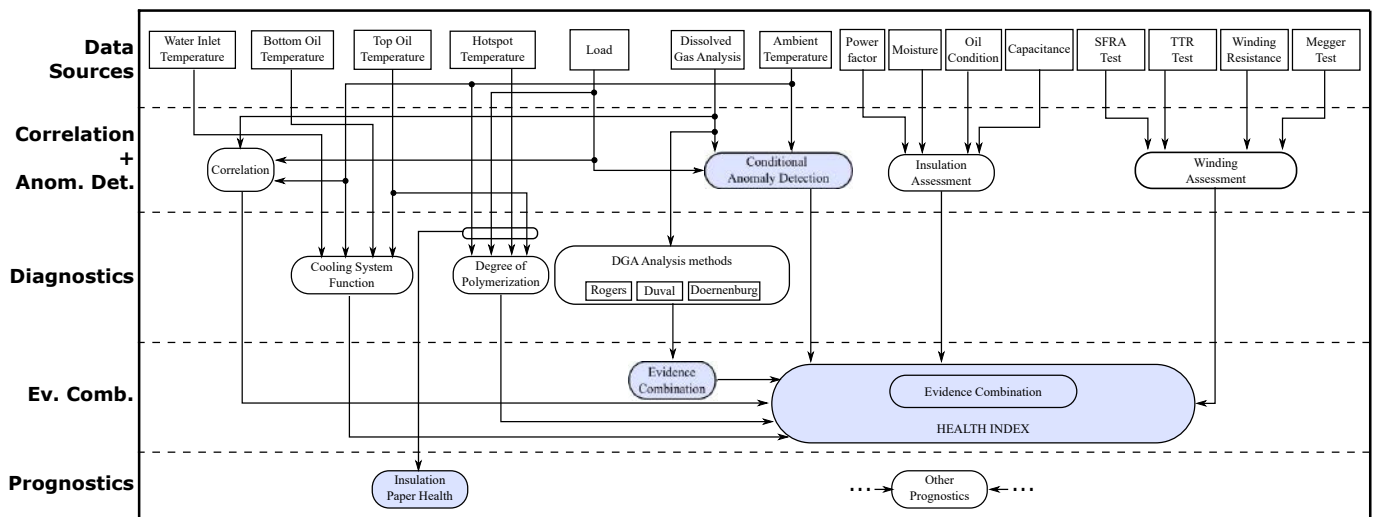 Data
Sources
Water Inlet
Temperature
Bottom Oil
Temperature
Top Oil
Temperature
Hotspot
Temperature
Load
Dissolved
Gas Analysis
Ambient
Temperature
Power
factor
Moisture
Oil
Condition
Capacitance
SFRA
Test
TTR
Test
Winding
Resistance
Megger
Test
Correlation
+
Anom. Det.
Correlation
Conditional
Anomaly Detection
Insulation
Assessment
Winding
Assessment
Diagnostics
Cooling System
Function
Degree of
Polymerization
DGA Analysis methods
Rogers
Duval
Doernenburg
Ev. Comb.
Evidence
Combination
Evidence Combination
HEALTH INDEX
Prognostics
Insulation
Paper Health
...
Other
Prognostics
...